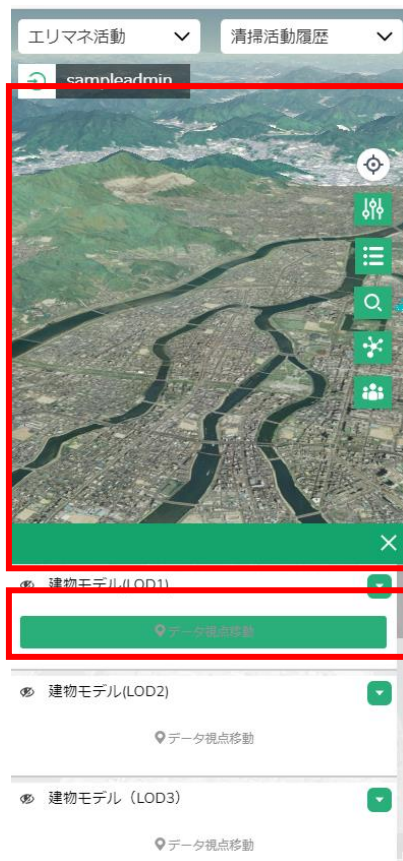 エリマネ活動
清掃活動履歴
sampleadmin
建物モデル(LOD1)
データ視点移動
建物モデル(LOD2)
データ視点移動
建物モデル（LOD3）
データ視点移動